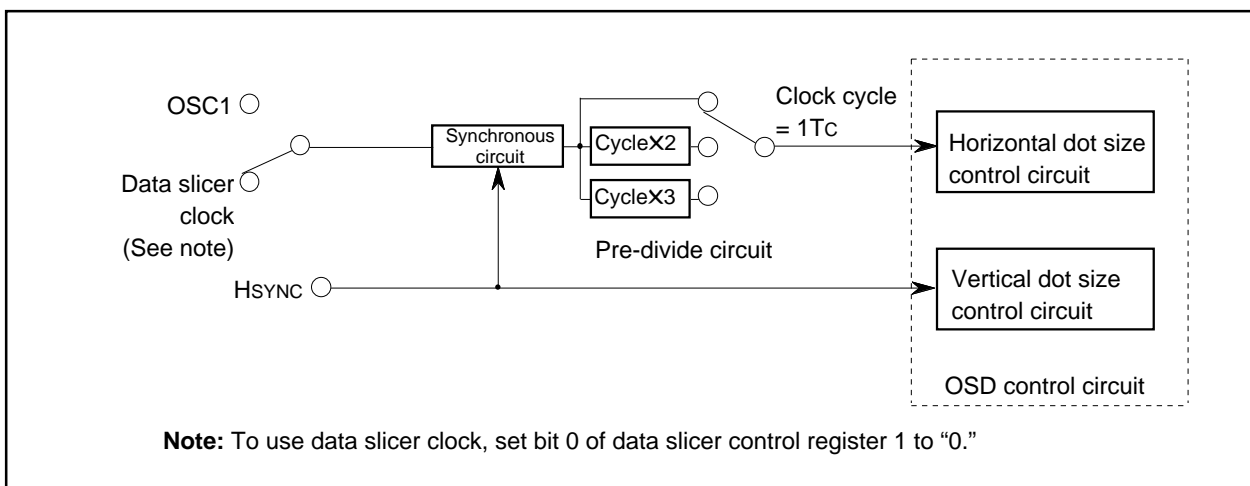 OSC1
Data slicer
clock
(See note)
HSYNC
Synchronous
circuit
Cycle×2
Cycle×3
Pre-divide circuit
Clock cycle
= 1TC
Horizontal dot size
control circuit
Vertical dot size
control circuit
OSD control circuit
Note: To use data slicer clock, set bit 0 of data slicer control register 1 to “0.”